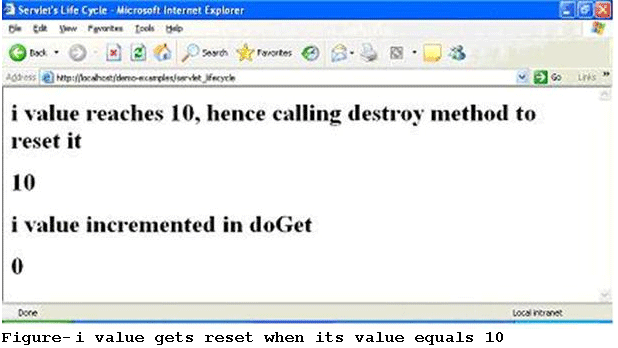 Servlet's Life Cycle - Microsoft Internet Explorer
File Edit View Favorites Tools Help
Back Search Favorites
Address http://localhost/demo-examples/servlet_lifecycle Go Links »
i value reaches 10, hence calling destroy method to
reset it
10
i value incremented in doGet
0
Done Local intranet
Figure-i value gets reset when its value equals 10